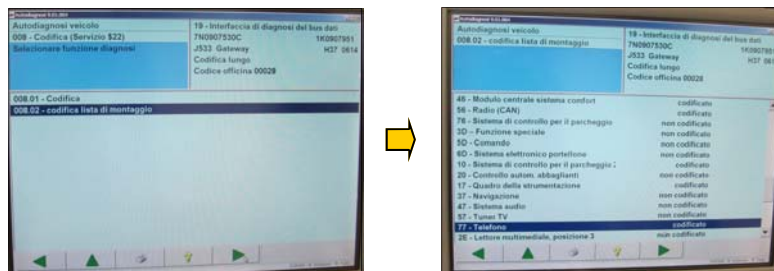 Autodiagnosi veicolo
008 - Codifica (Servizio $22)
Selezionare funzione diagnosi
19 - Interfaccia di diagnosi del bus dati
7N0907530C 1K0907951
J533 Gateway H37 0614
Codifica lungo
Codice officina 00028
008.01 - Codifica
008.02 - codifica lista di montaggio
Autodiagnosi veicolo
008.02 - codifica lista di montaggio
19 - Interfaccia di diagnosi del bus dati
7N0907530C 1K0907951
J533 Gateway H37
Codifica lungo
Codice officina 00028
46 - Modulo centrale sistema comfort codificato
56 - Radio (CAN) codificato
76 - Sistema di controllo per il parcheggio non codificato
3D - Funzione speciale non codificato
5D - Comando non codificato
6D - Sistema elettronico portellone non codificato
10 - Sistema di controllo per il parcheggio 2 codificato
20 - Controllo autom. abbaglianti non codificato
17 - Quadro della strumentazione codificato
37 - Navigazione non codificato
47 - Sistema audio non codificato
57 - Tuner TV non codificato
77 - Telefono codificato
2E - Lettore multimediale, posizione 3 non codificato